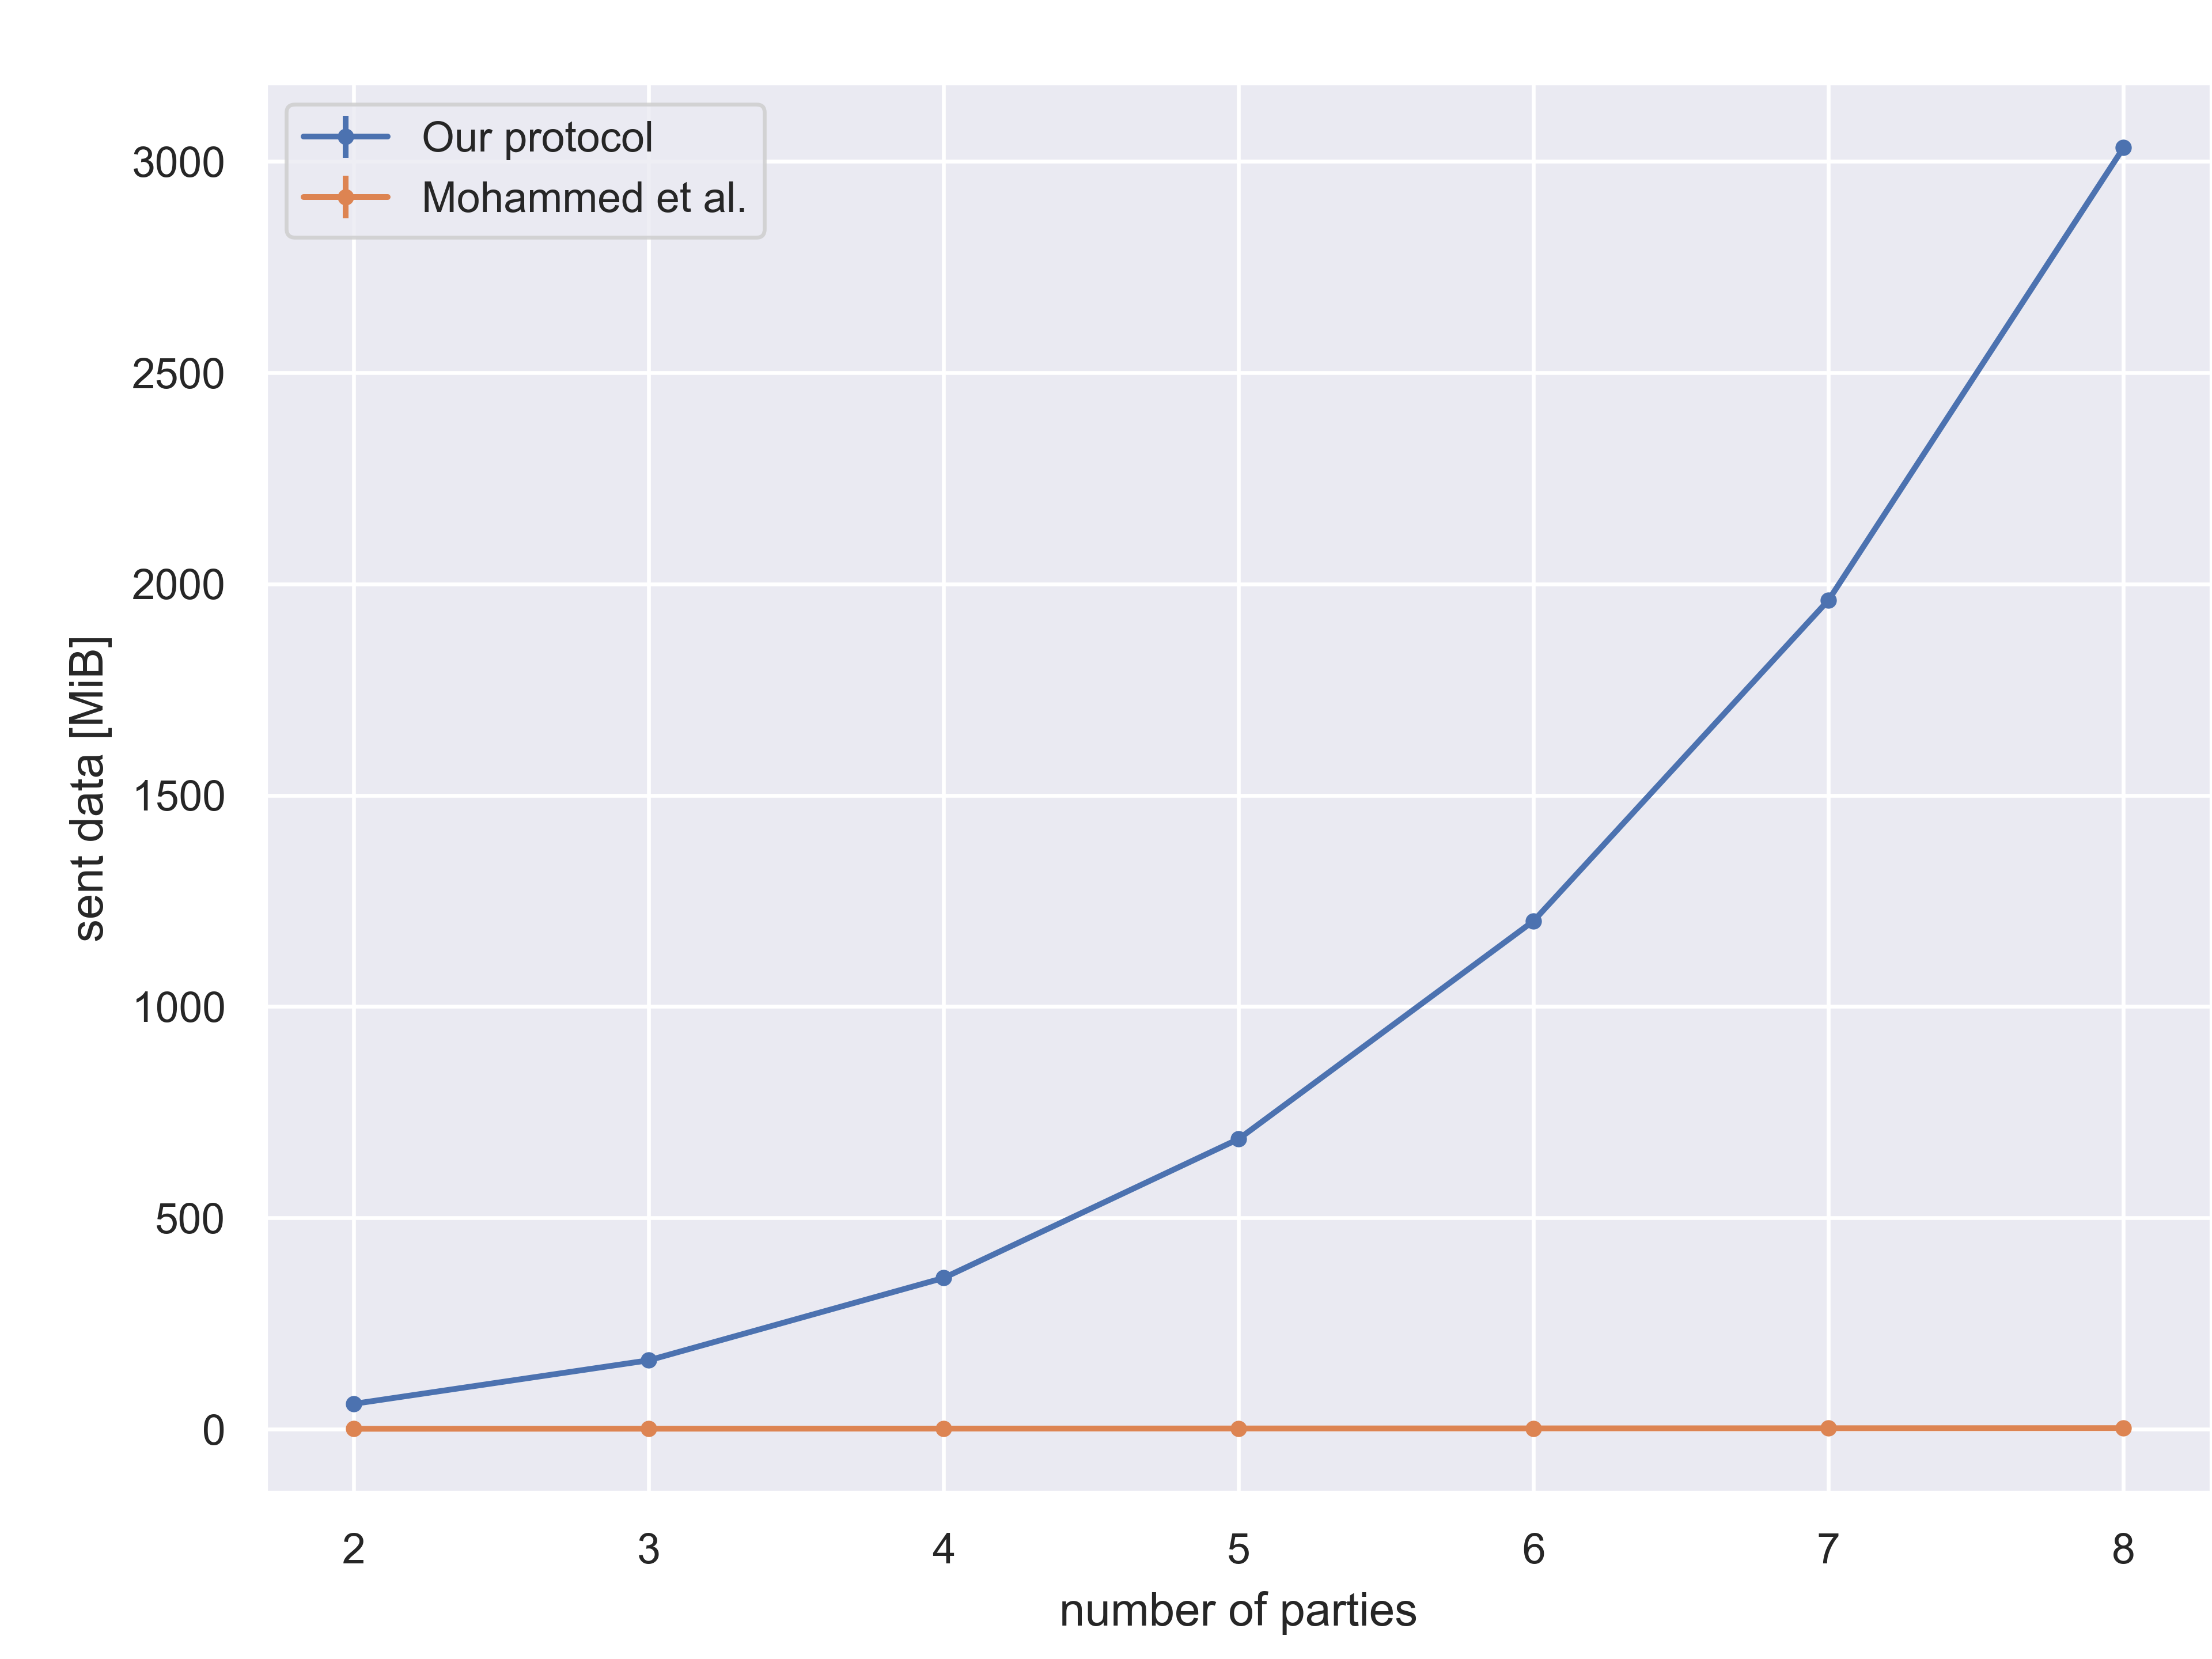 Our protocol
Mohammed et al.
3000
2500
2000
1500
1000
500
0
sent data [MiB]
2 3 4 5 6 7 8
number of parties